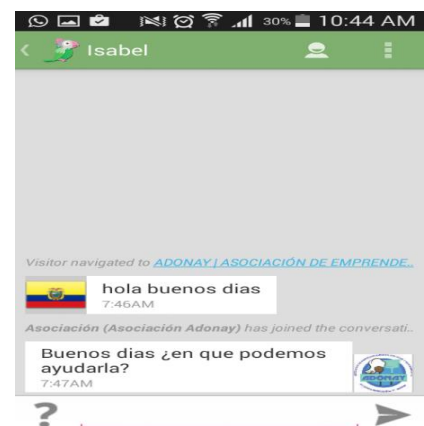 30% 10:44 AM
Isabel
Visitor navigated to ADONAY | ASOCIACIÓN DE EMPRENDE..
hola buenos dias
7:46AM
Asociación (Asociación Adonay) has joined the conversati..
Buenos dias ¿en que podemos
ayudarla?
7:47AM
ADONAY
?